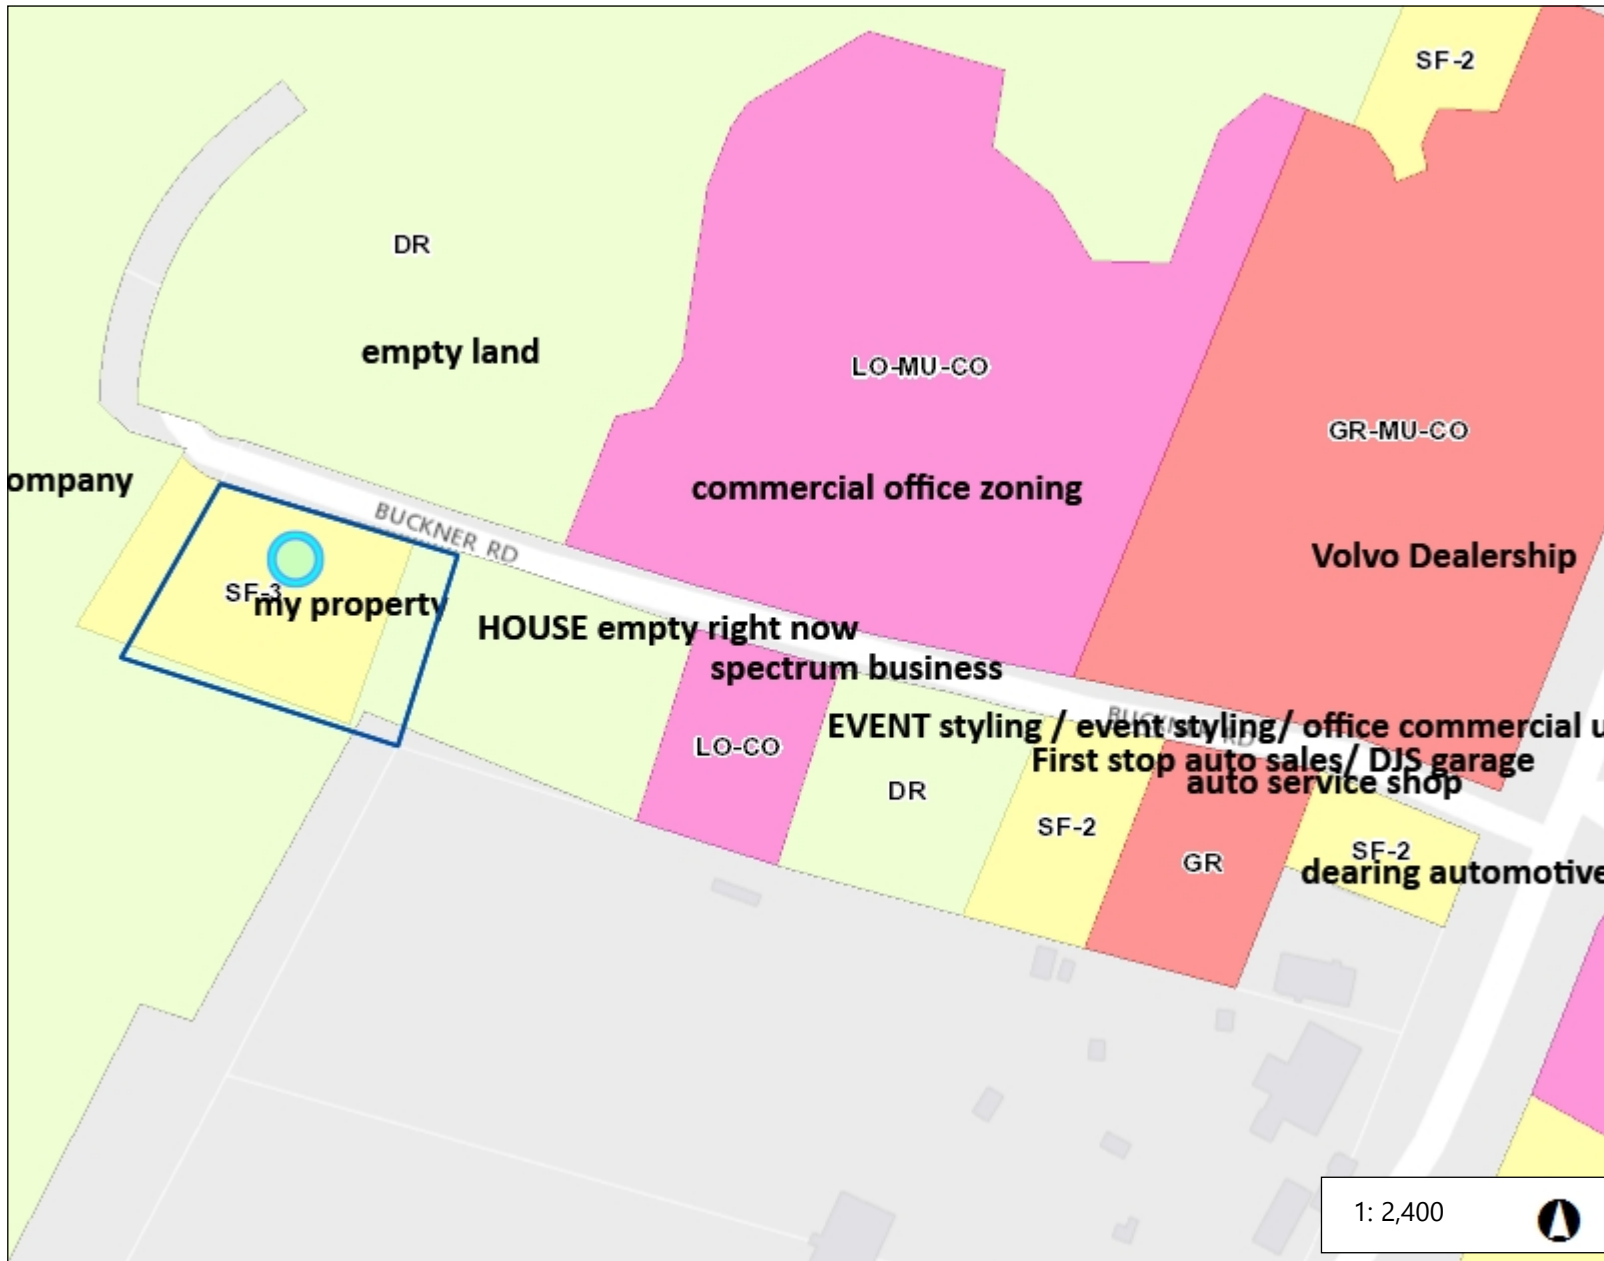 SF-2
DR
empty land
LO-MU-CO
GR-MU-CO
ompany
commercial office zoning
BUCKNER RD
Volvo Dealership
SF-3
my property
HOUSE empty right now
spectrum business
EVENT styling / event styling/ office commercial u
BUCKNER RD
LO-CO
First stop auto sales/ DJS garage
auto service shop
DR
SF-2
GR
SF-2
dearing automotive
1: 2,400